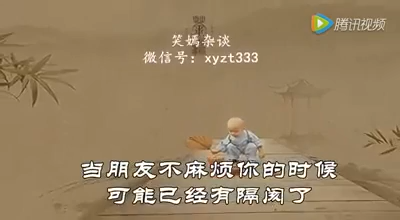 腾讯视频
笑嫣杂谈
微信号：xyzt333
当朋友不麻烦你的时候
可能已经有隔阂了